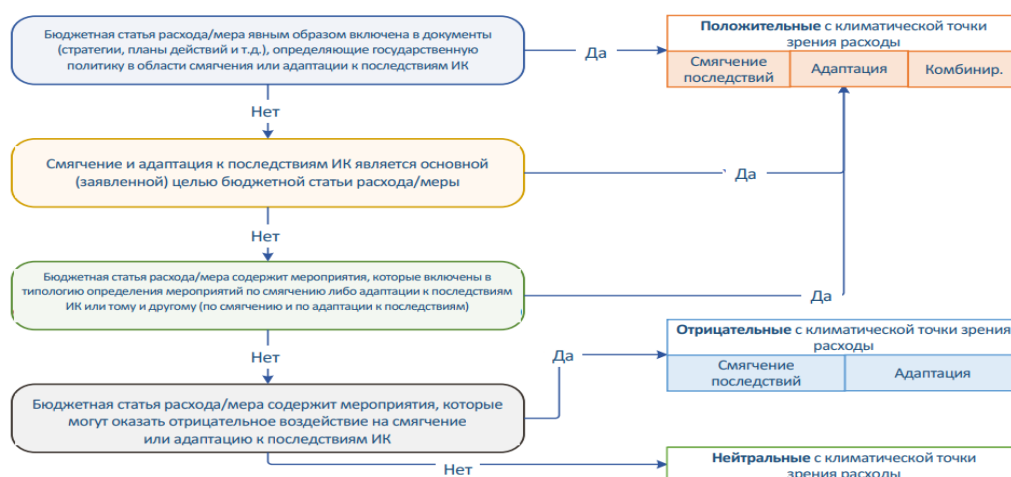 Бюджетная статья расхода/мера явным образом включена в документы
(стратегии, планы действий и т.д.), определяющие государственную
политику в области смягчения или адаптации к последствиям ИК
Да
Положительные с климатической точки
зрения расходы
Смягчение
последствий
Адаптация
Комбинир.
Нет
Смягчение и адаптация к последствиям ИК является основной
(заявленной) целью бюджетной статьи расхода/меры
Да
Нет
Бюджетная статья расхода/мера содержит мероприятия, которые включены в
типологию определения мероприятий по смягчению либо адаптации к последствиям
ИК или тому и другому (по смягчению и по адаптации к последствиям)
Да
Отрицательные с климатической точки зрения
расходы
Смягчение
последствий
Адаптация
Нет
Да
Бюджетная статья расхода/мера содержит мероприятия, которые
могут оказать отрицательное воздействие на смягчение
или адаптацию к последствиям ИК
Нет
Нейтральные с климатической точки
зрения расходы